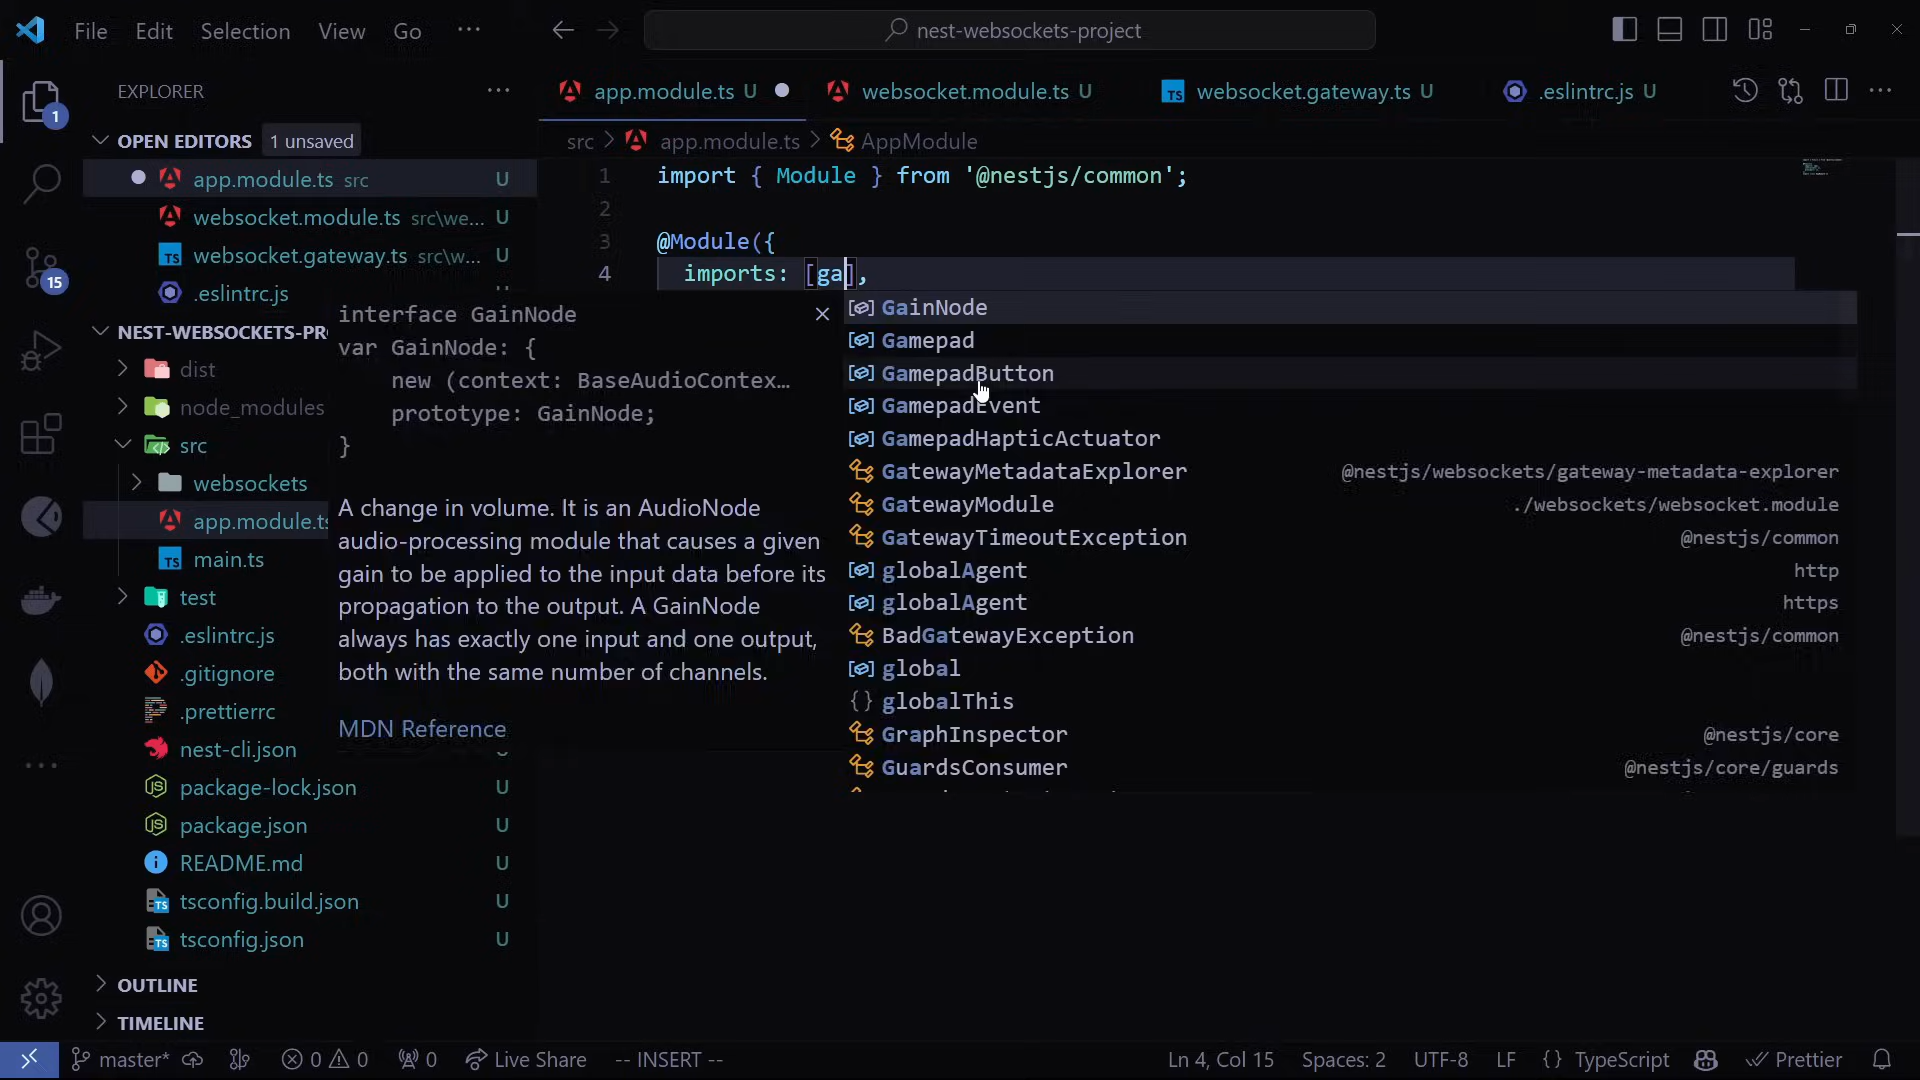 File Edit Selection View Go ···
nest-websockets-project
EXPLORER
OPEN EDITORS 1 unsaved
app.module.ts src U
websocket.module.ts src\we... U
websocket.gateway.ts src\w... U
.eslintrc.js
NEST-WEBSOCKETS-PR
dist
node_modules
src
websockets
app.module.ts
main.ts
test
.eslintrc.js
.gitignore
.prettierrc
nest-cli.json
package-lock.json U
package.json U
README.md U
tsconfig.build.json U
tsconfig.json U
OUTLINE
TIMELINE
app.module.ts U
websocket.module.ts U
websocket.gateway.ts U
.eslintrc.js U
src > app.module.ts > AppModule
1 import { Module } from '@nestjs/common';
2
3 @Module({
4 imports: [ga],
interface GainNode
var GainNode: {
new (context: BaseAudioContex…
prototype: GainNode;
}
A change in volume. It is an AudioNode
audio-processing module that causes a given
gain to be applied to the input data before its
propagation to the output. A GainNode
always has exactly one input and one output,
both with the same number of channels.
MDN Reference
GainNode
Gamepad
GamepadButton
GamepadEvent
GamepadHapticActuator
GatewayMetadataExplorer @nestjs/websockets/gateway-metadata-explorer
GatewayModule ./websockets/websocket.module
GatewayTimeoutException @nestjs/common
globalAgent http
globalAgent https
BadGatewayException @nestjs/common
global
globalThis
GraphInspector @nestjs/core
GuardsConsumer @nestjs/core/guards
1
15
master* 0 0 0 Live Share -- INSERT -- Ln 4, Col 15 Spaces: 2 UTF-8 LF {} TypeScript Prettier